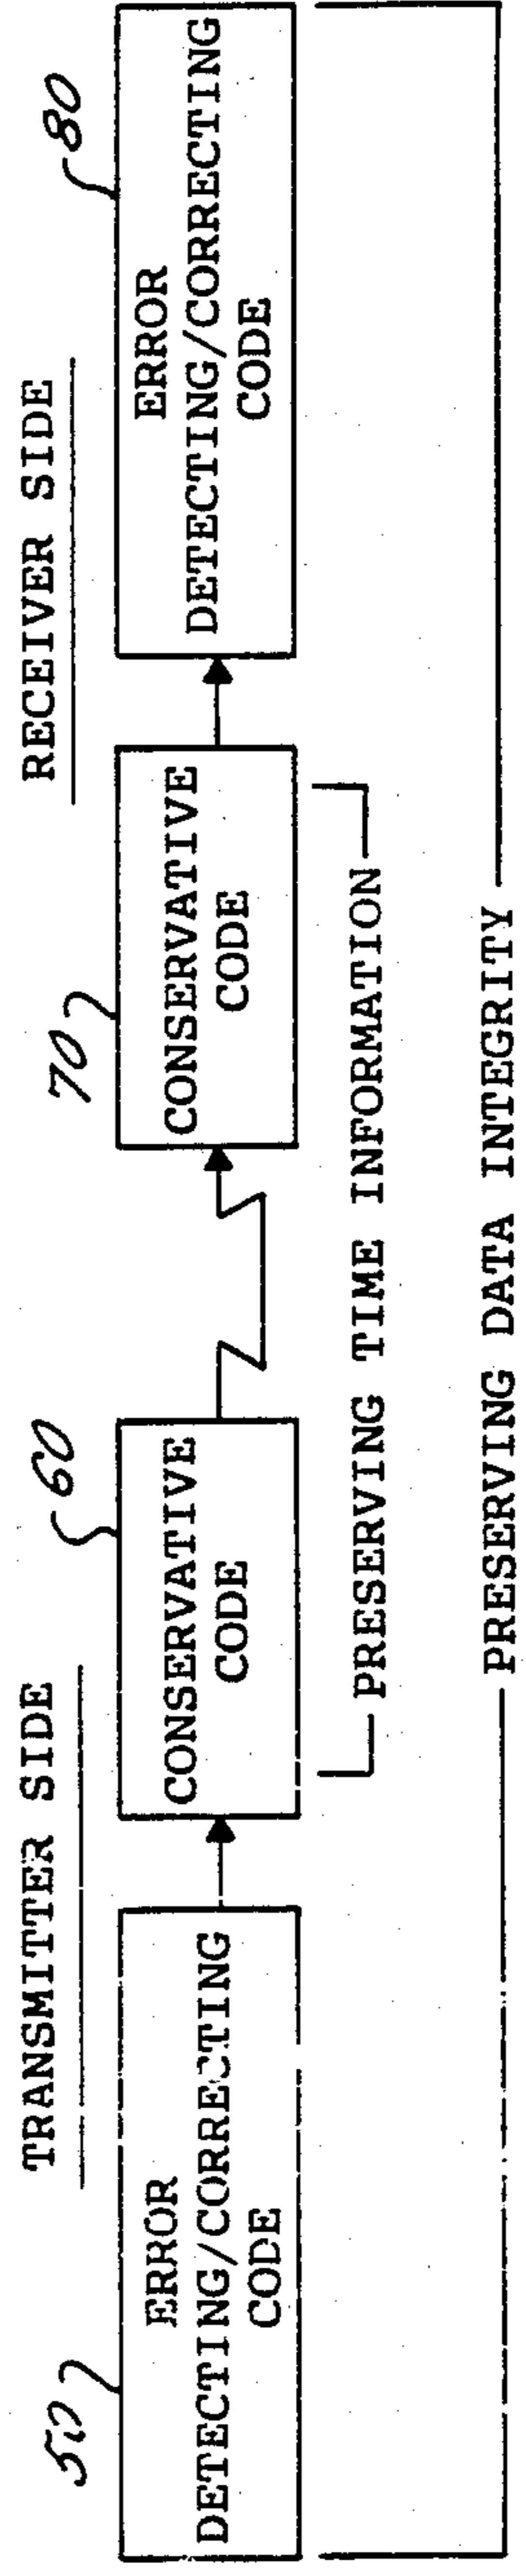 TRANSMITTER SIDE
RECEIVER SIDE
50
60
70
80
ERROR
DETECTING/CORRECTING
CODE
CONSERVATIVE
CODE
CONSERVATIVE
CODE
ERROR
DETECTING/CORRECTING
CODE
PRESERVING TIME INFORMATION
PRESERVING DATA INTEGRITY